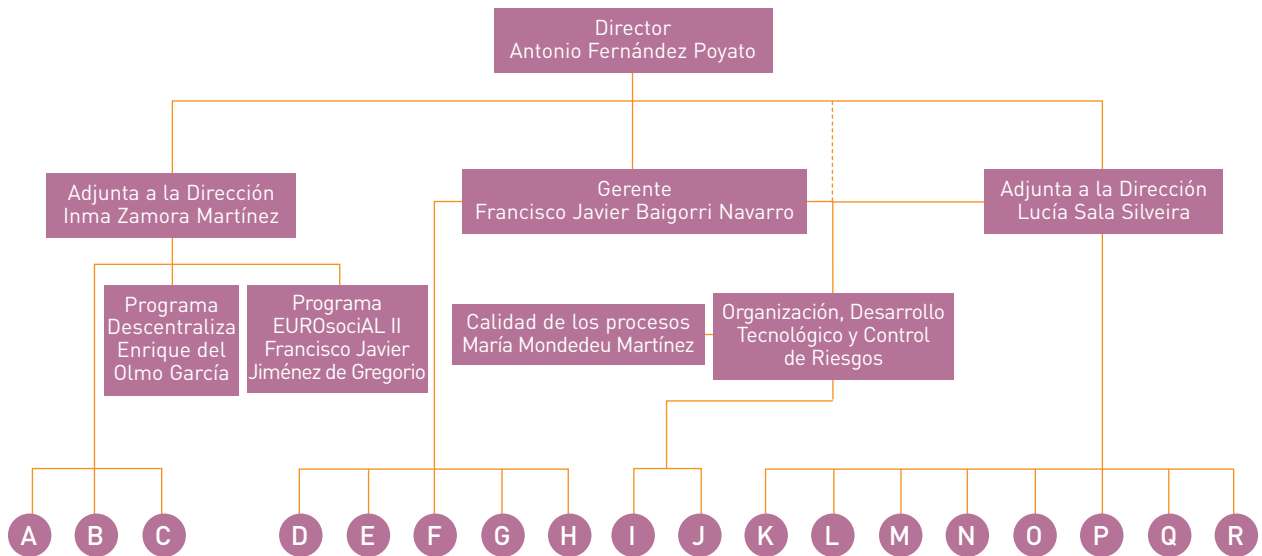 Director
Antonio Fernández Poyato
Adjunta a la Dirección
Inma Zamora Martínez
Gerente
Francisco Javier Baigorri Navarro
Adjunta a la Dirección
Lucía Sala Silveira
Programa
Descentraliza
Enrique del
Olmo García
Programa
EUROsociAL II
Francisco Javier
Jiménez de Gregorio
Calidad de los procesos
María Mondedeu Martínez
Organización, Desarrollo
Tecnológico y Control
de Riesgos
A
B
C
D
E
F
G
H
I
J
K
L
M
N
O
P
Q
R